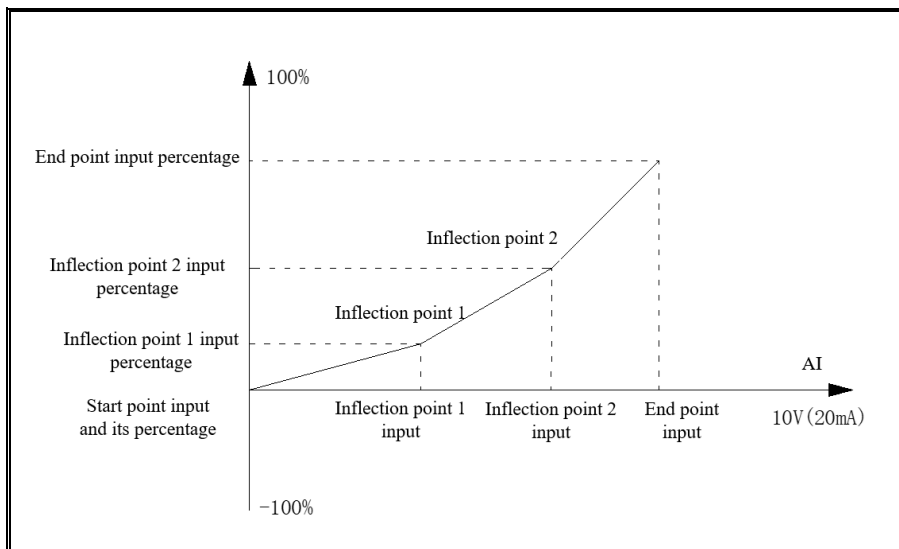 100%
End point input percentage
Inflection point 2
Inflection point 2 input
percentage
Inflection point 1
Inflection point 1 input
percentage
AI
Start point input
and its percentage
Inflection point 1
input
Inflection point 2
input
End point
input
10V(20mA)
-100%